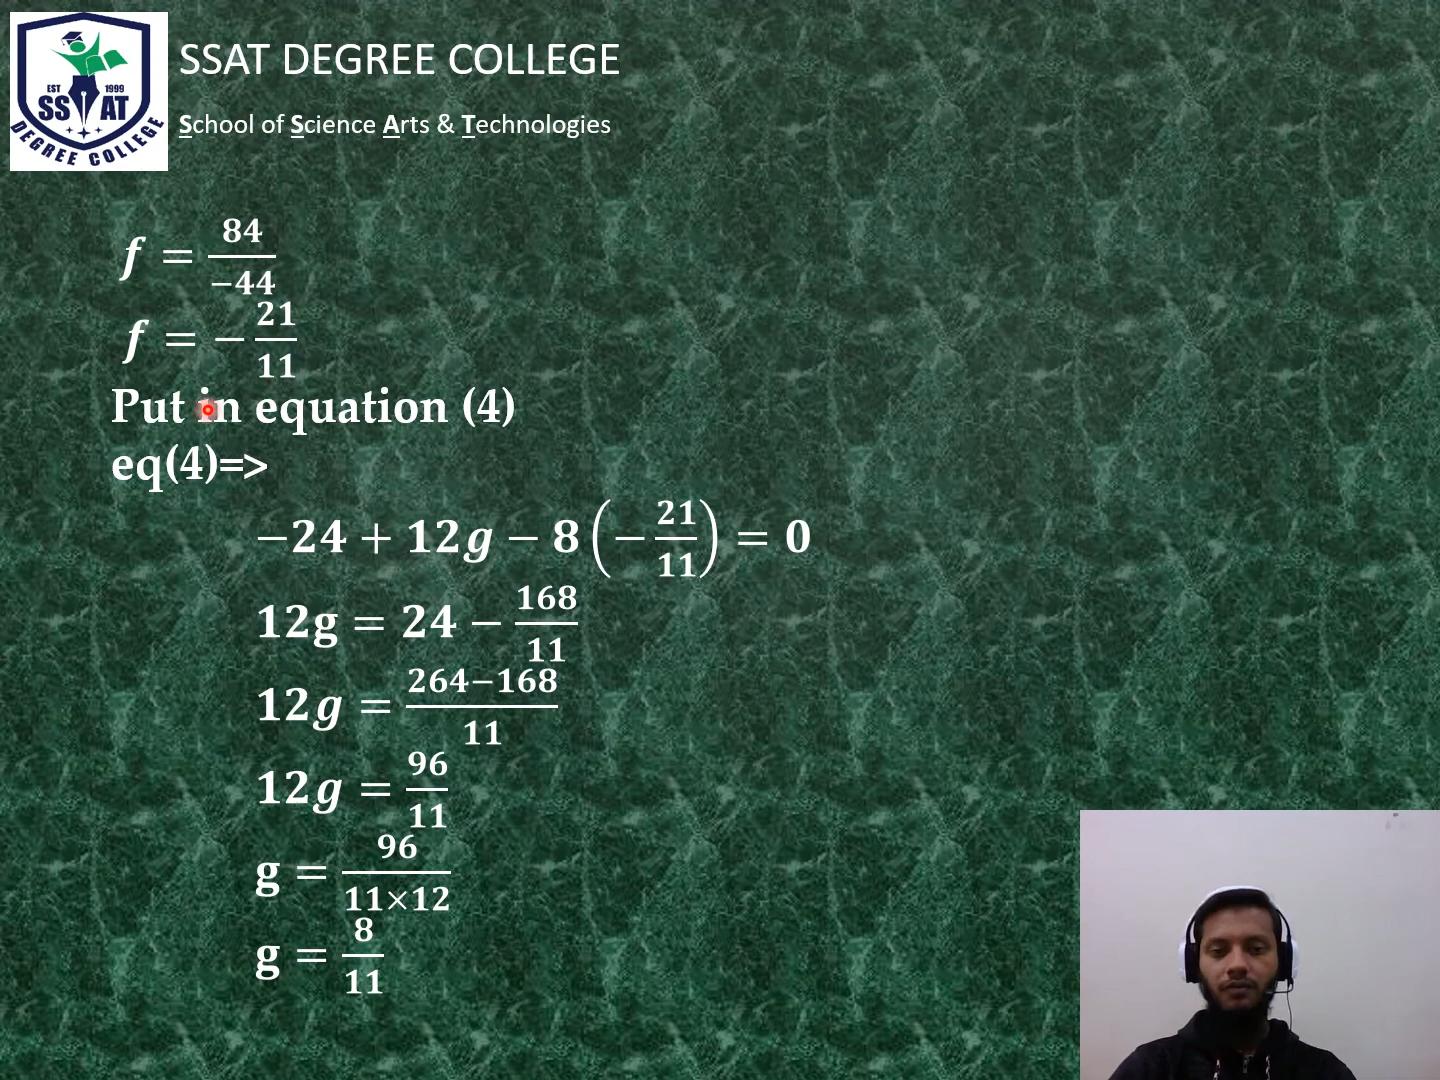 EST 1999
SSAT
DEGREE COLLEGE
SSAT DEGREE COLLEGE
School of Science Arts & Technologies
f = 84/−44
f = −21/11
Put in equation (4)
eq(4)=>
−24 + 12g − 8(−21/11) = 0
12g = 24 − 168/11
12g = 264−168/11
12g = 96/11
g = 96/11×12
g = 8/11